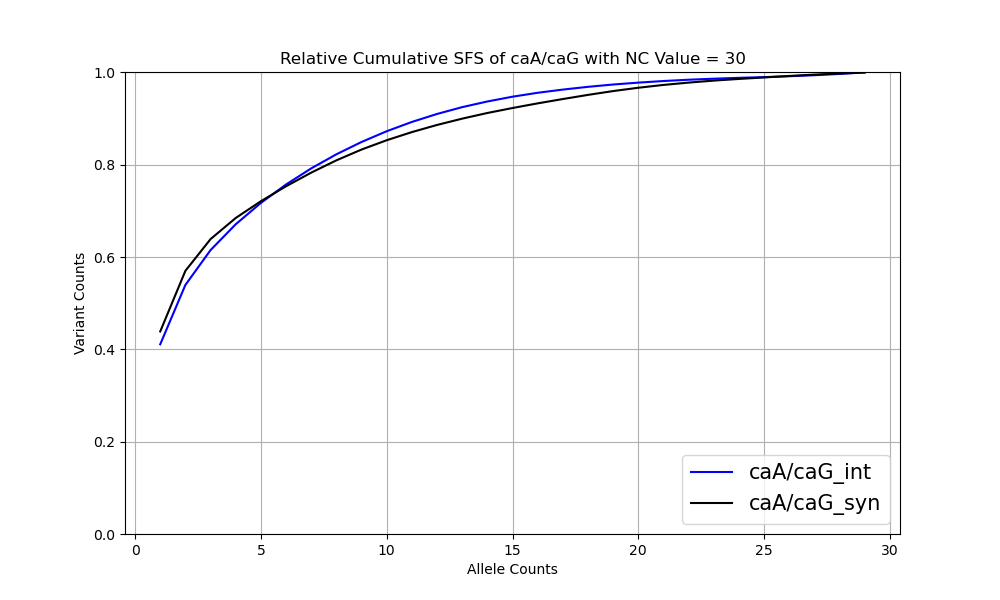 Relative Cumulative SFS of caA/caG with NC Value = 30
1.0
0.8
0.6
0.4
0.2
0.0
Variant Counts
0 5 10 15 20 25 30
Allele Counts
caA/caG_int
caA/caG_syn